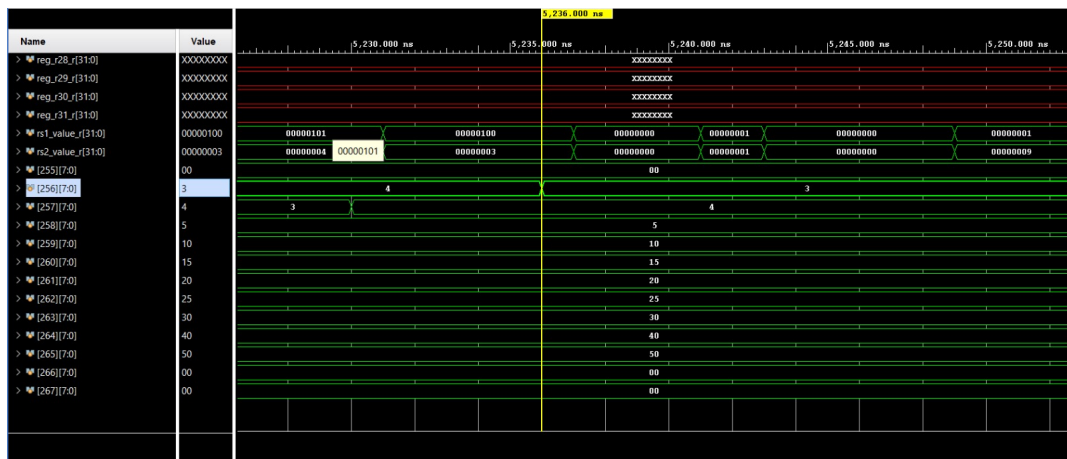 5,236.000 ns
Name Value 5,230.000 ns 5,235.000 ns 5,240.000 ns 5,245.000 ns 5,250.000 ns
reg_r28_r[31:0] XXXXXXXX XXXXXXXX
reg_r29_r[31:0] XXXXXXXX XXXXXXXX
reg_r30_r[31:0] XXXXXXXX XXXXXXXX
reg_r31_r[31:0] XXXXXXXX XXXXXXXX
rs1_value_r[31:0] 00000100 00000101 00000100 00000000 00000001 00000000 00000001
rs2_value_r[31:0] 00000003 00000004 00000101 00000003 00000000 00000001 00000000 00000009
[255][7:0] 00 00
[256][7:0] 3 4 3
[257][7:0] 4 3 4
[258][7:0] 5 5
[259][7:0] 10 10
[260][7:0] 15 15
[261][7:0] 20 20
[262][7:0] 25 25
[263][7:0] 30 30
[264][7:0] 40 40
[265][7:0] 50 50
[266][7:0] 00 00
[267][7:0] 00 00